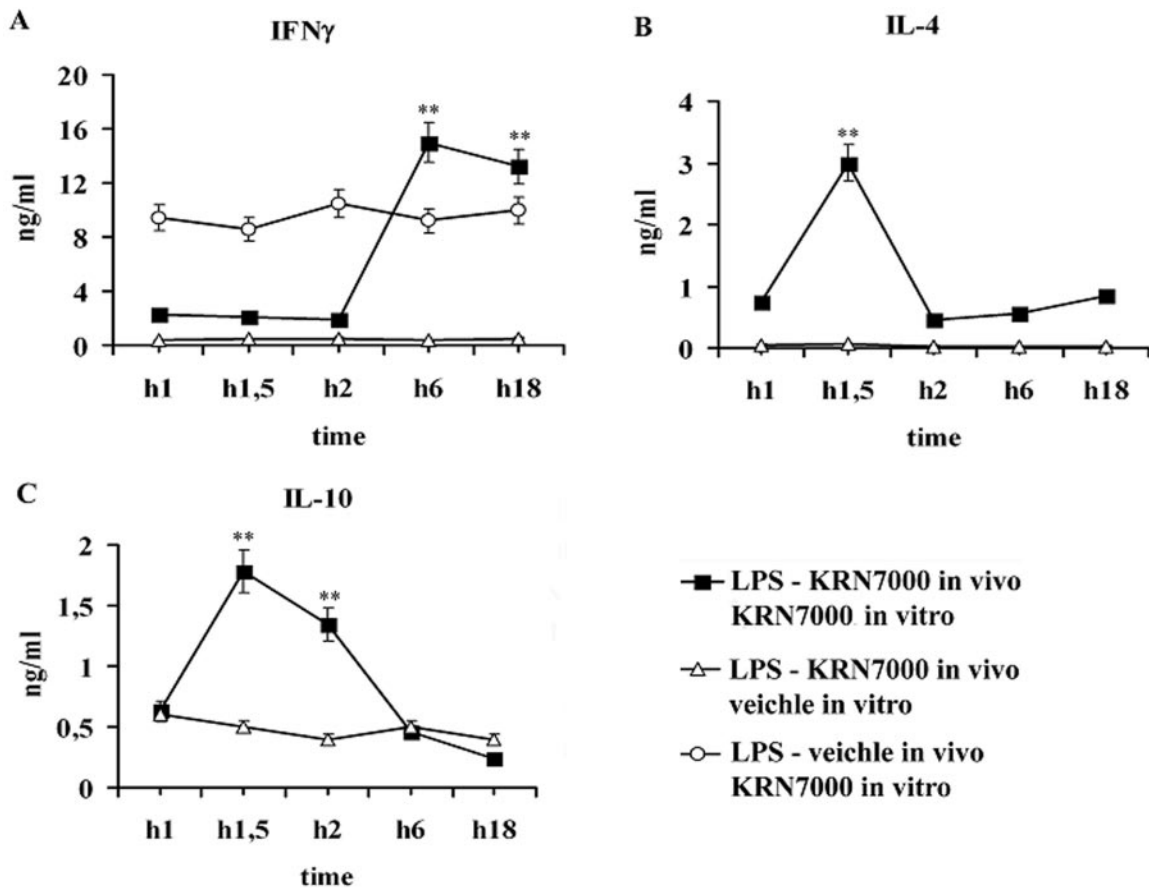 A
IFNγ
20
16
12
8
4
0
ng/ml
**
**
h1 h1,5 h2 h6 h18
time
B
IL-4
4
3
2
1
0
ng/ml
**
h1 h1,5 h2 h6 h18
time
C
IL-10
2
1,5
1
0,5
0
ng/ml
**
**
h1 h1,5 h2 h6 h18
time
LPS - KRN7000 in vivo
KRN7000 in vitro
LPS - KRN7000 in vivo
veichle in vitro
LPS - veichle in vivo
KRN7000 in vitro